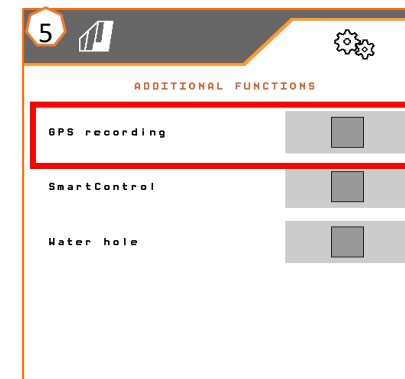 5
ADDITIONAL FUNCTIONS
GPS recording
SmartControl
Water hole